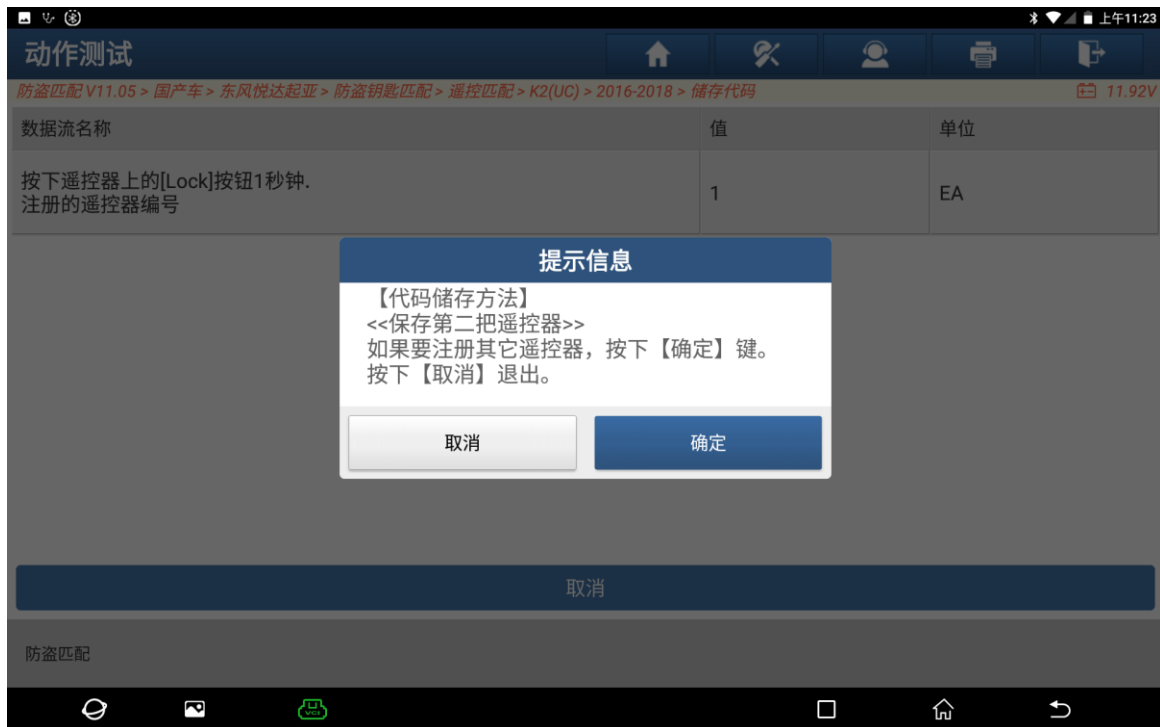 上午11:23
动作测试
防盗匹配 V11.05 > 国产车 > 东风悦达起亚 > 防盗钥匙匹配 > 遥控匹配 > K2(UC) > 2016-2018 > 储存代码
11.92V
数据流名称 值 单位
按下遥控器上的[Lock]按钮1秒钟.
注册的遥控器编号
1 EA
提示信息
【代码储存方法】
<<保存第二把遥控器>>
如果要注册其它遥控器，按下【确定】键。
按下【取消】退出。
取消 确定
取消
防盗匹配
VCI